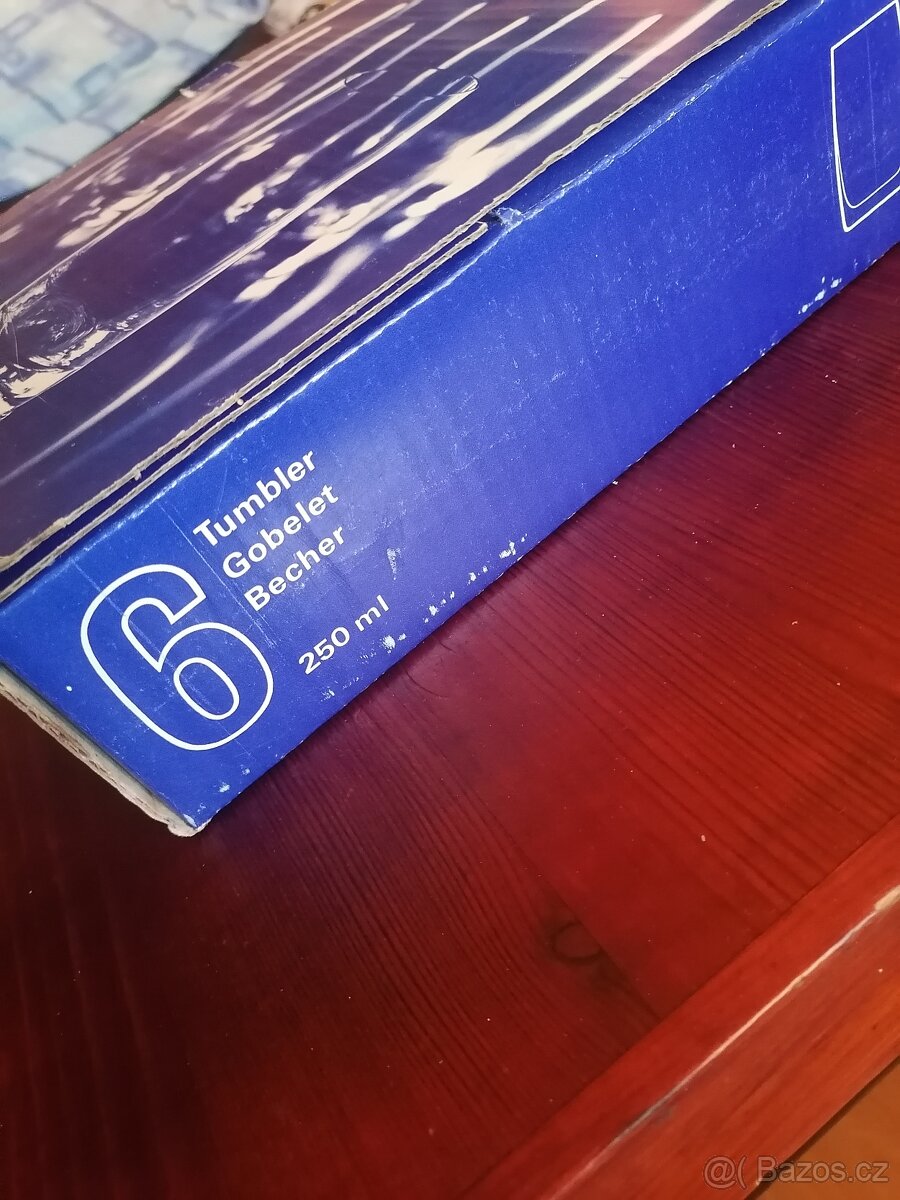 6
Tumbler
Gobelet
Becher
250 ml
@( Bazos.cz